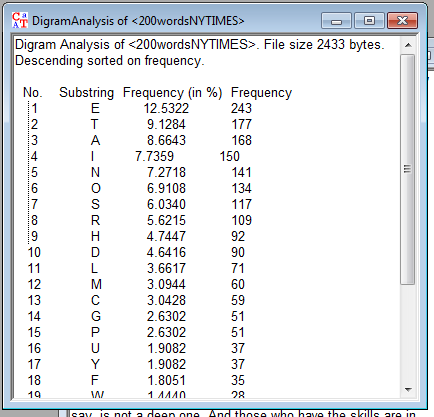 DigramAnalysis of <200wordsNYTIMES>
Digram Analysis of <200wordsNYTIMES>. File size 2433 bytes.
Descending sorted on frequency.
No. Substring Frequency (in %) Frequency
1 E 12.5322 243
2 T 9.1284 177
3 A 8.6643 168
4 I 7.7359 150
5 N 7.2718 141
6 O 6.9108 134
7 S 6.0340 117
8 R 5.6215 109
9 H 4.7447 92
10 D 4.6416 90
11 L 3.6617 71
12 M 3.0944 60
13 C 3.0428 59
14 G 2.6302 51
15 P 2.6302 51
16 U 1.9082 37
17 Y 1.9082 37
18 F 1.8051 35
19 W 1.4440 28
say, is not a deep one. And those who have the skills are in